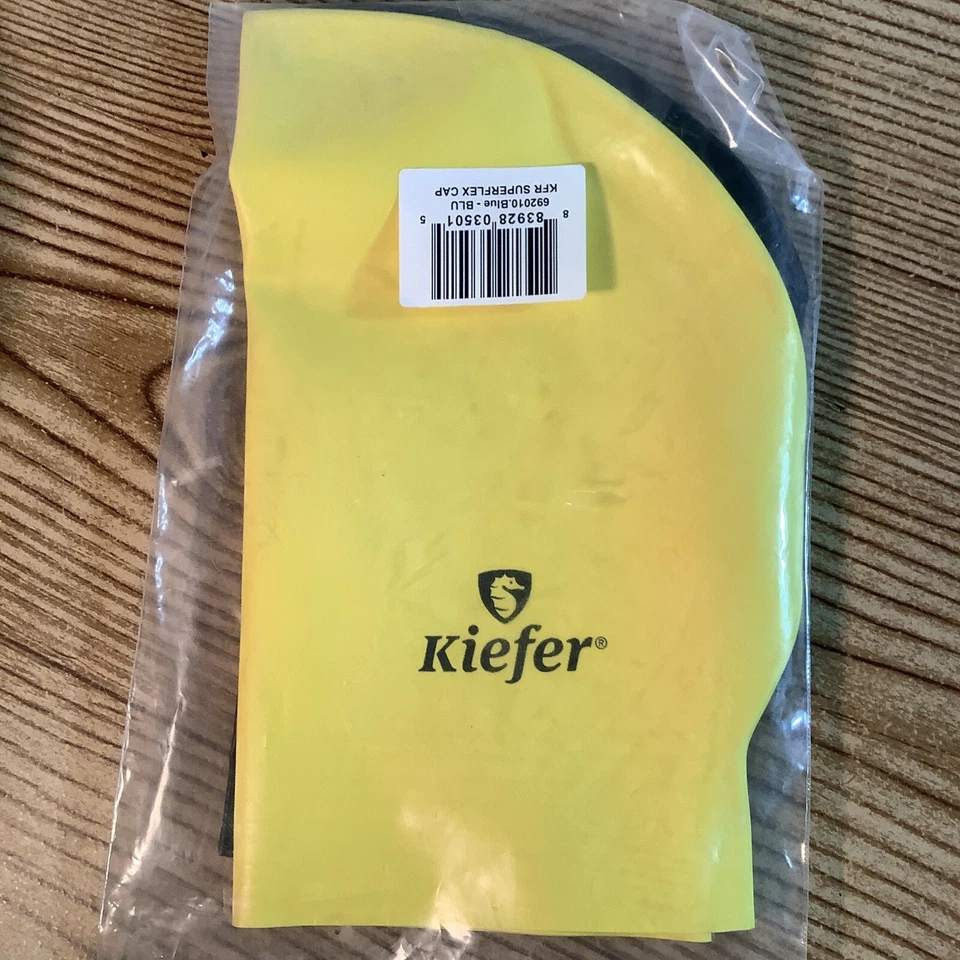 KFR SUPERFLEX CAP
692010.Blue - BLU
8 83928 03501 5
Kiefer®